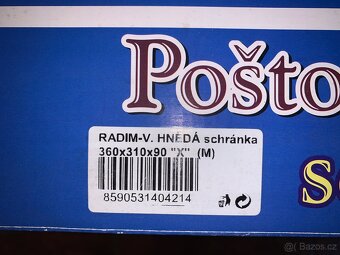 Pošto
RADIM-V. HNĚDÁ schránka
360x310x90 "X" (M)
8590531404214
s
Bazos.cz